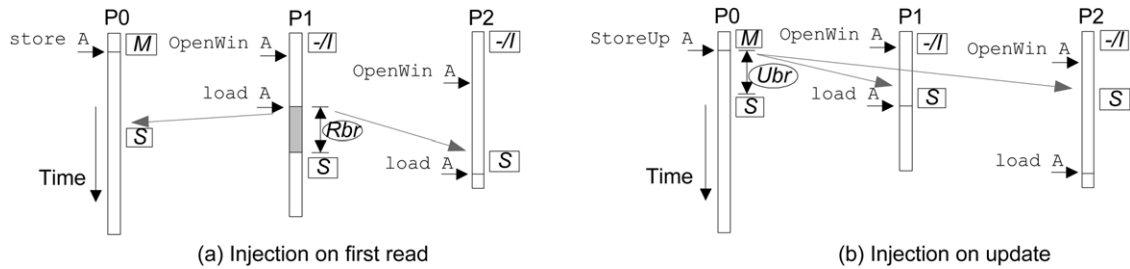 P0
P1
P2
store A
M
OpenWin A
-/I
-/I
OpenWin A
load A
S
Rbr
S
S
load A
Time
(a) Injection on first read
P0
P1
P2
StoreUp A
M
OpenWin A
-/I
-/I
OpenWin A
Ubr
S
load A
S
S
load A
Time
(b) Injection on update